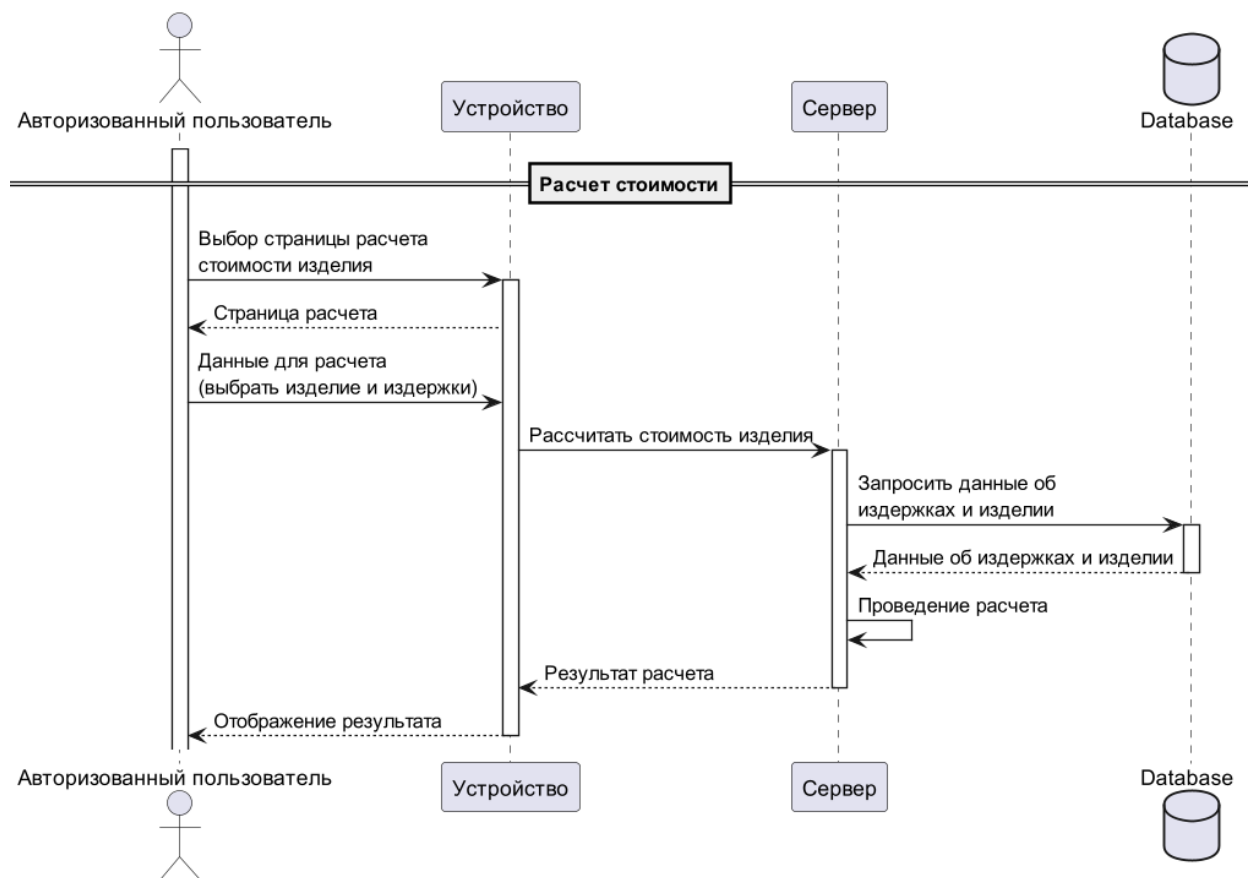 Авторизованный пользователь
Устройство
Сервер
Database
Расчет стоимости
Выбор страницы расчета
стоимости изделия
Страница расчета
Данные для расчета
(выбрать изделие и издержки)
Рассчитать стоимость изделия
Запросить данные об
издержках и изделии
Данные об издержках и изделии
Проведение расчета
Результат расчета
Отображение результата
Авторизованный пользователь
Устройство
Сервер
Database